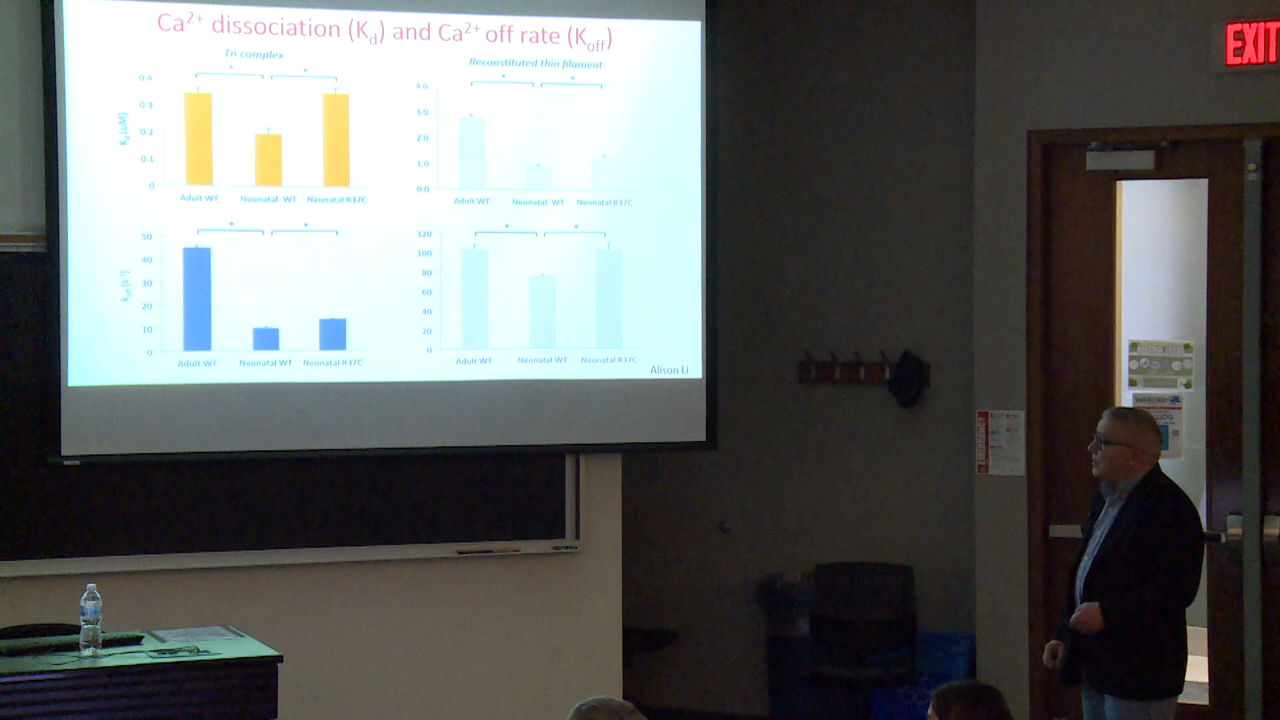 Ca²⁺ dissociation (Kd) and Ca²⁺ off rate (Koff)
Tn complex
Reconstituted thin filament
Kd (uM)
0.4
0.3
0.2
0.1
0
Adult WT
Neonatal WT
Neonatal R37C
4.0
3.0
2.0
1.0
0.0
Adult WT
Neonatal WT
Neonatal R37C
koff (s⁻¹)
50
40
30
20
10
0
Adult WT
Neonatal WT
Neonatal R37C
120
100
80
60
40
20
0
Adult WT
Neonatal WT
Neonatal R37C
Alison Li
EXIT
EMERGENCY